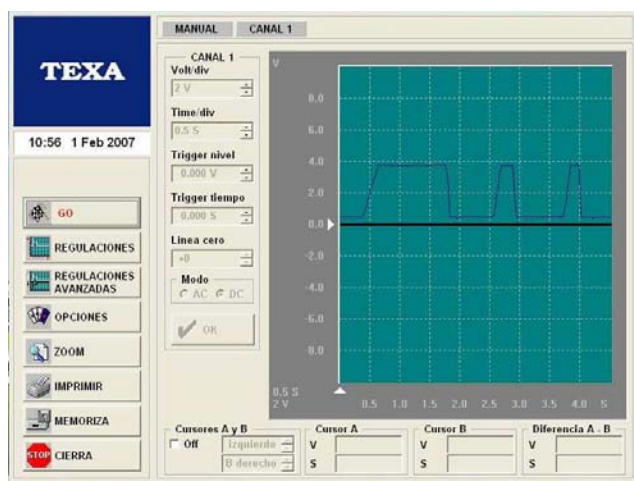 TEXA
10:56 1 Feb 2007
GO
REGULACIONES
REGULACIONES
AVANZADAS
OPCIONES
ZOOM
IMPRIMIR
MEMORIZA
STOP CIERRA
MANUAL CANAL 1
CANAL 1
Volt/div
2 V
Time/div
0.5 S
Trigger nivel
0.000 V
Trigger tiempo
0.000 S
Linea cero
+0
Modo
AC DC
OK
V
8.0
6.0
4.0
2.0
0.0
-2.0
-4.0
-6.0
-8.0
0.5 S
2 V
0.5 1.0 1.5 2.0 2.5 3.0 3.5 4.0 S
Cursores A y B
Off
Izquierdo
B derecho
Cursor A
V
S
Cursor B
V
S
Diferencia A - B
V
S